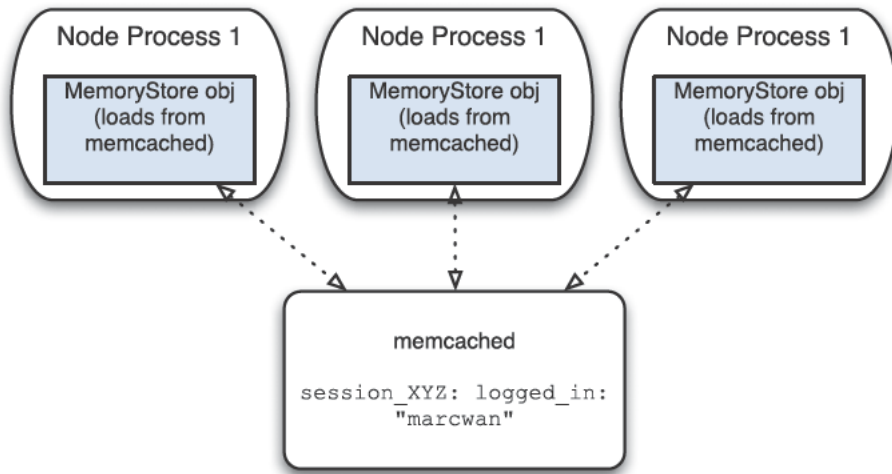 Node Process 1
MemoryStore obj
(loads from
memcached)
Node Process 1
MemoryStore obj
(loads from
memcached)
Node Process 1
MemoryStore obj
(loads from
memcached)
memcached
session_XYZ: logged_in:
"marcwan"